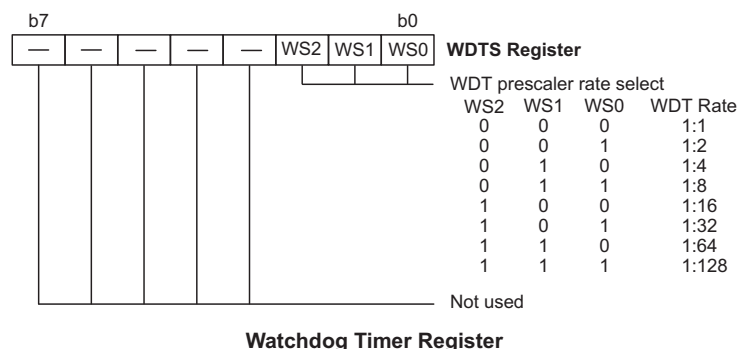 b7 b0
— — — — — WS2 WS1 WS0 WDTS Register
WDT prescaler rate select
WS2 WS1 WS0 WDT Rate
0 0 0 1:1
0 0 1 1:2
0 1 0 1:4
0 1 1 1:8
1 0 0 1:16
1 0 1 1:32
1 1 0 1:64
1 1 1 1:128
Not used
Watchdog Timer Register